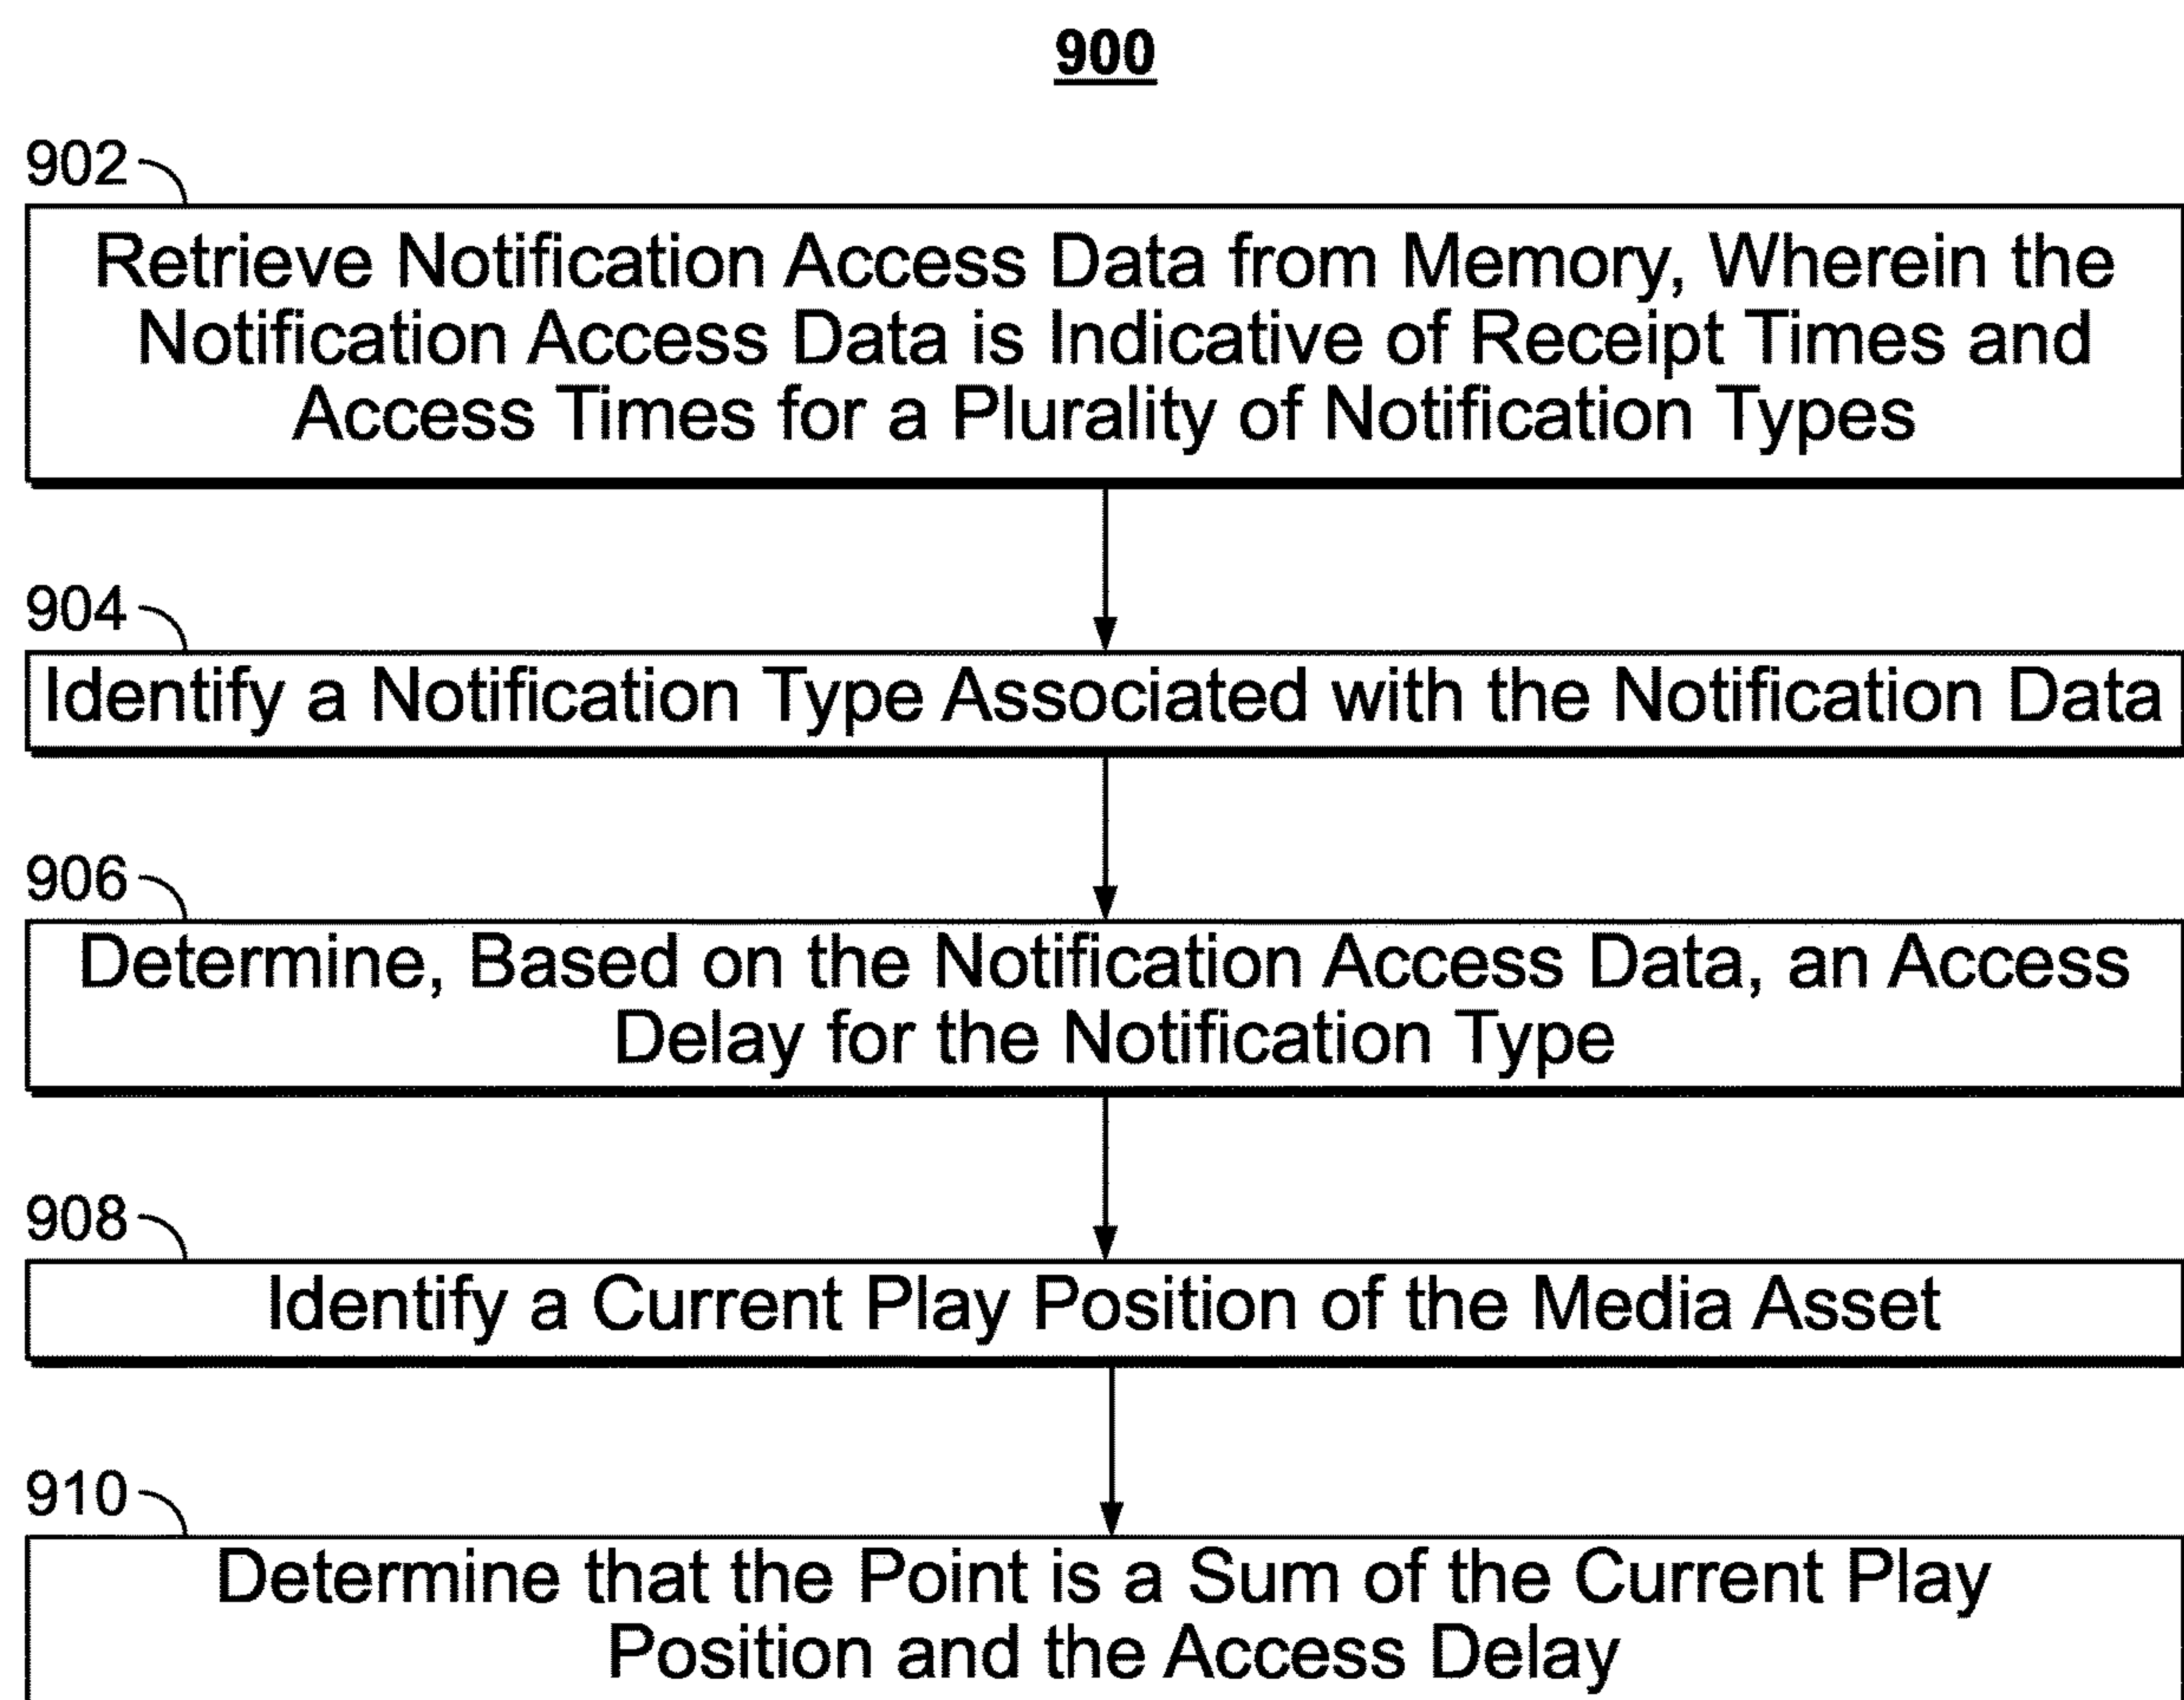 900
902
Retrieve Notification Access Data from Memory, Wherein the
Notification Access Data is Indicative of Receipt Times and
Access Times for a Plurality of Notification Types
904
Identify a Notification Type Associated with the Notification Data
906
Determine, Based on the Notification Access Data, an Access
Delay for the Notification Type
908
Identify a Current Play Position of the Media Asset
910
Determine that the Point is a Sum of the Current Play
Position and the Access Delay